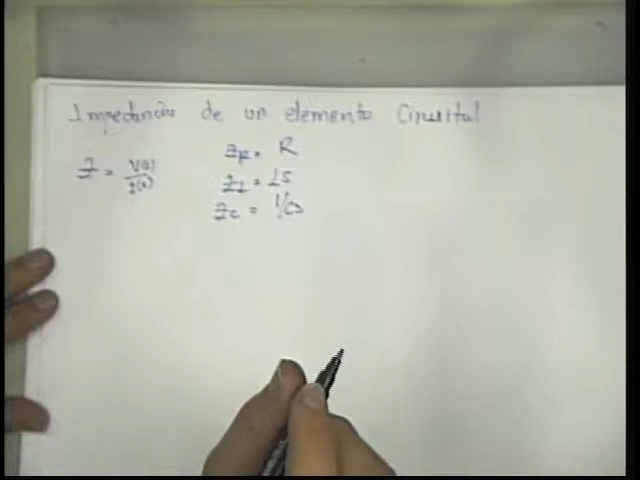 Impedancia de un elemento Circuital
Z = V(s)/I(s)
Z_R = R
Z_L = LS
Z_C = 1/CS